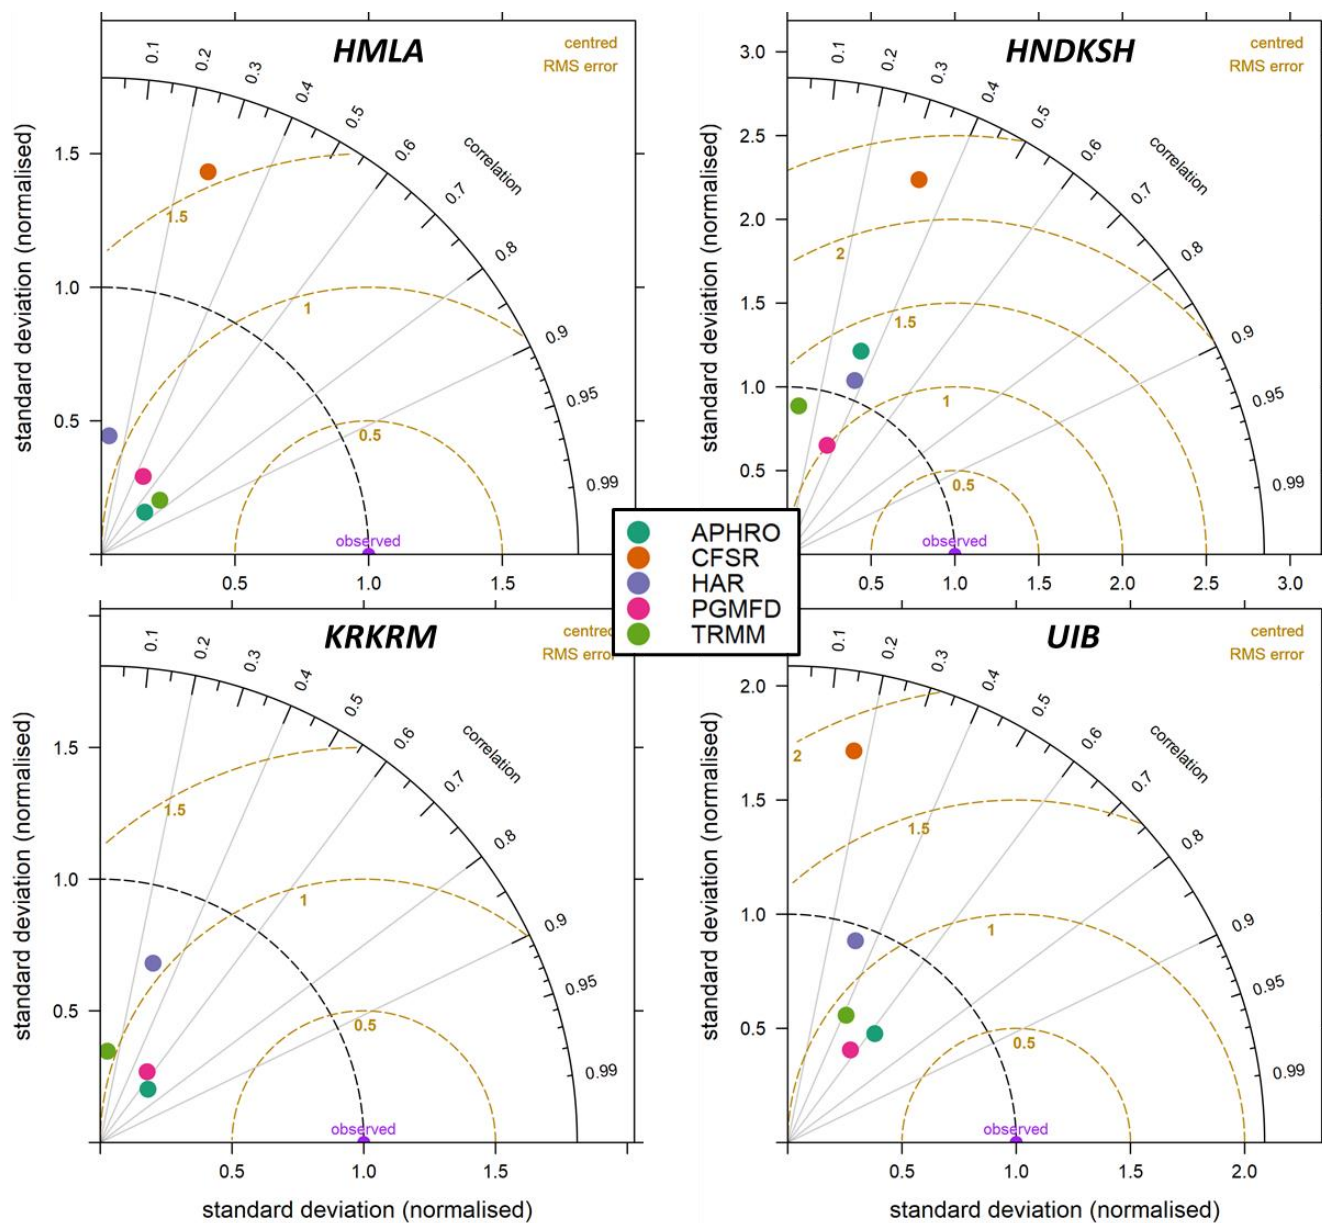 HMLA
centred
RMS error
0.1
0.2
0.3
0.4
0.5
0.6
0.7
0.8
0.9
0.95
0.99
correlation
standard deviation (normalised)
1.5
1.0
0.5
1.5
1
0.5
observed
0.5
1.0
1.5
HNDKSH
centred
RMS error
0.1
0.2
0.3
0.4
0.5
0.6
0.7
0.8
0.9
0.95
0.99
correlation
standard deviation (normalised)
3.0
2.5
2.0
1.5
1.0
0.5
2
1.5
1
0.5
observed
0.5
1.0
1.5
2.0
2.5
3.0
APHRO
CFSR
HAR
PGMFD
TRMM
KRKRM
centred
RMS error
0.1
0.2
0.3
0.4
0.5
0.6
0.7
0.8
0.9
0.95
0.99
correlation
standard deviation (normalised)
1.5
1.0
0.5
1.5
1
0.5
observed
0.5
1.0
1.5
standard deviation (normalised)
UIB
centred
RMS error
0.1
0.2
0.3
0.4
0.5
0.6
0.7
0.8
0.9
0.95
0.99
correlation
standard deviation (normalised)
2.0
1.5
1.0
0.5
2
1.5
1
0.5
observed
0.5
1.0
1.5
2.0
standard deviation (normalised)